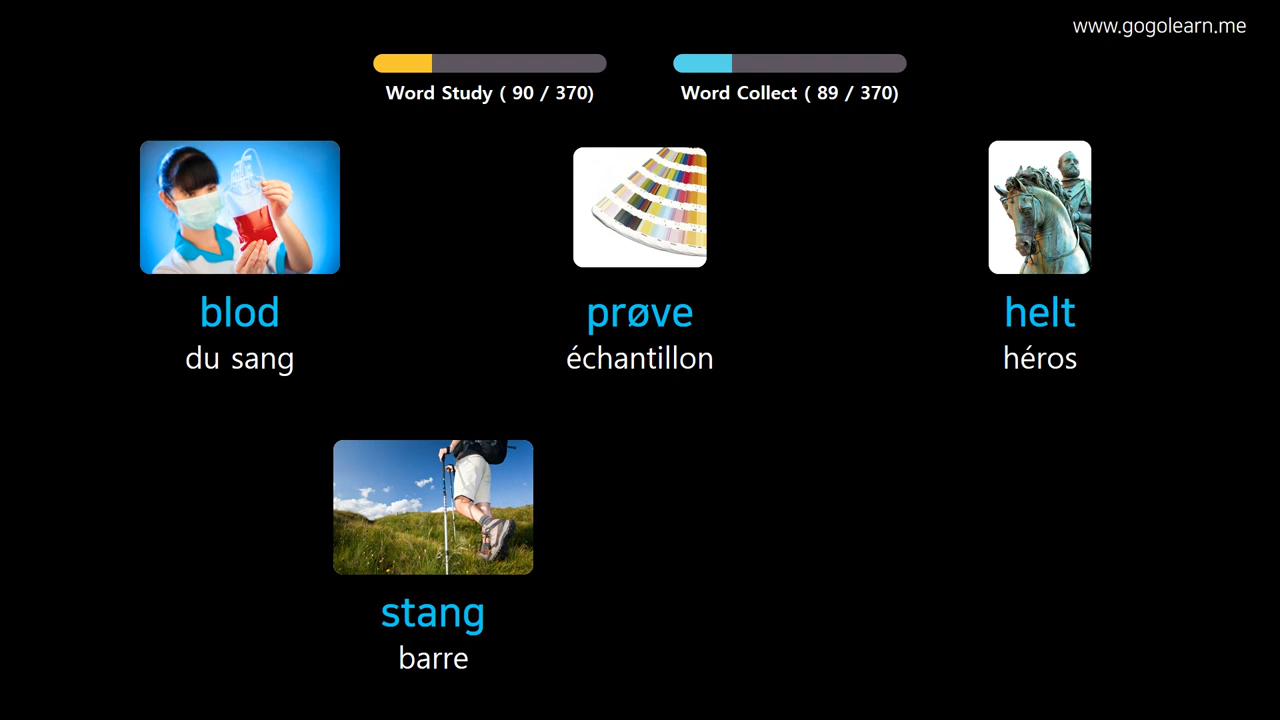 www.gogolearn.me
Word Study ( 90 / 370)
Word Collect ( 89 / 370)
blod
du sang
prøve
échantillon
helt
héros
stang
barre